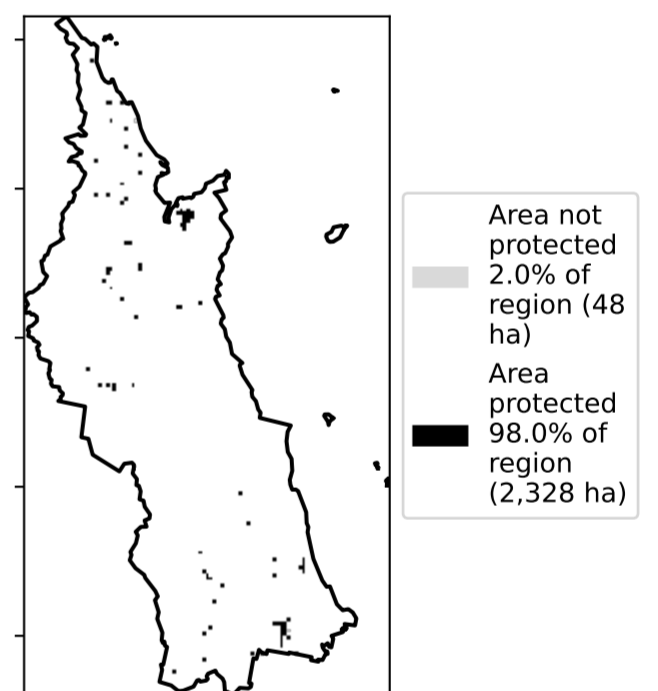 Area not
protected
2.0% of
region (48
ha)
Area
protected
98.0% of
region
(2,328 ha)